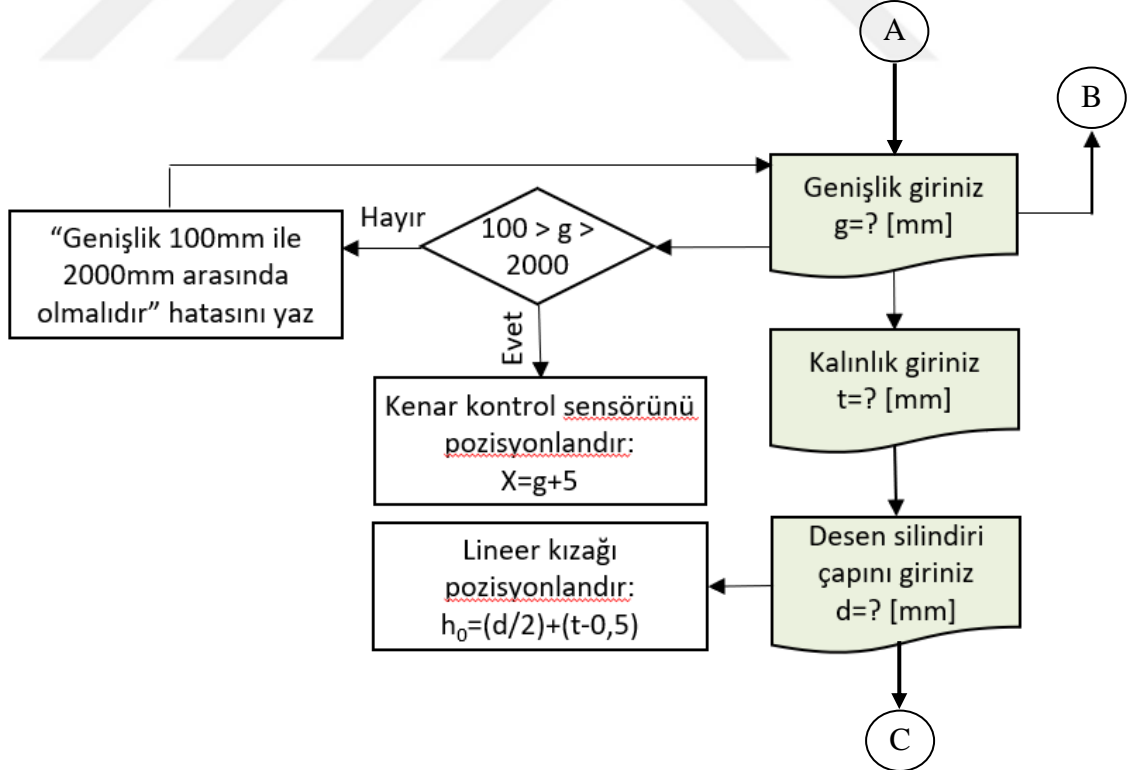 A
B
Genişlik giriniz
g=? [mm]
Hayır
100 > g >
2000
“Genişlik 100mm ile
2000mm arasında
olmalıdır” hatasını yaz
Evet
Kalınlık giriniz
t=? [mm]
Kenar kontrol sensörünü
pozisyonlandır:
X=g+5
Desen silindiri
çapını giriniz
d=? [mm]
Lineer kızağı
pozisyonlandır:
h₀=(d/2)+(t-0,5)
C